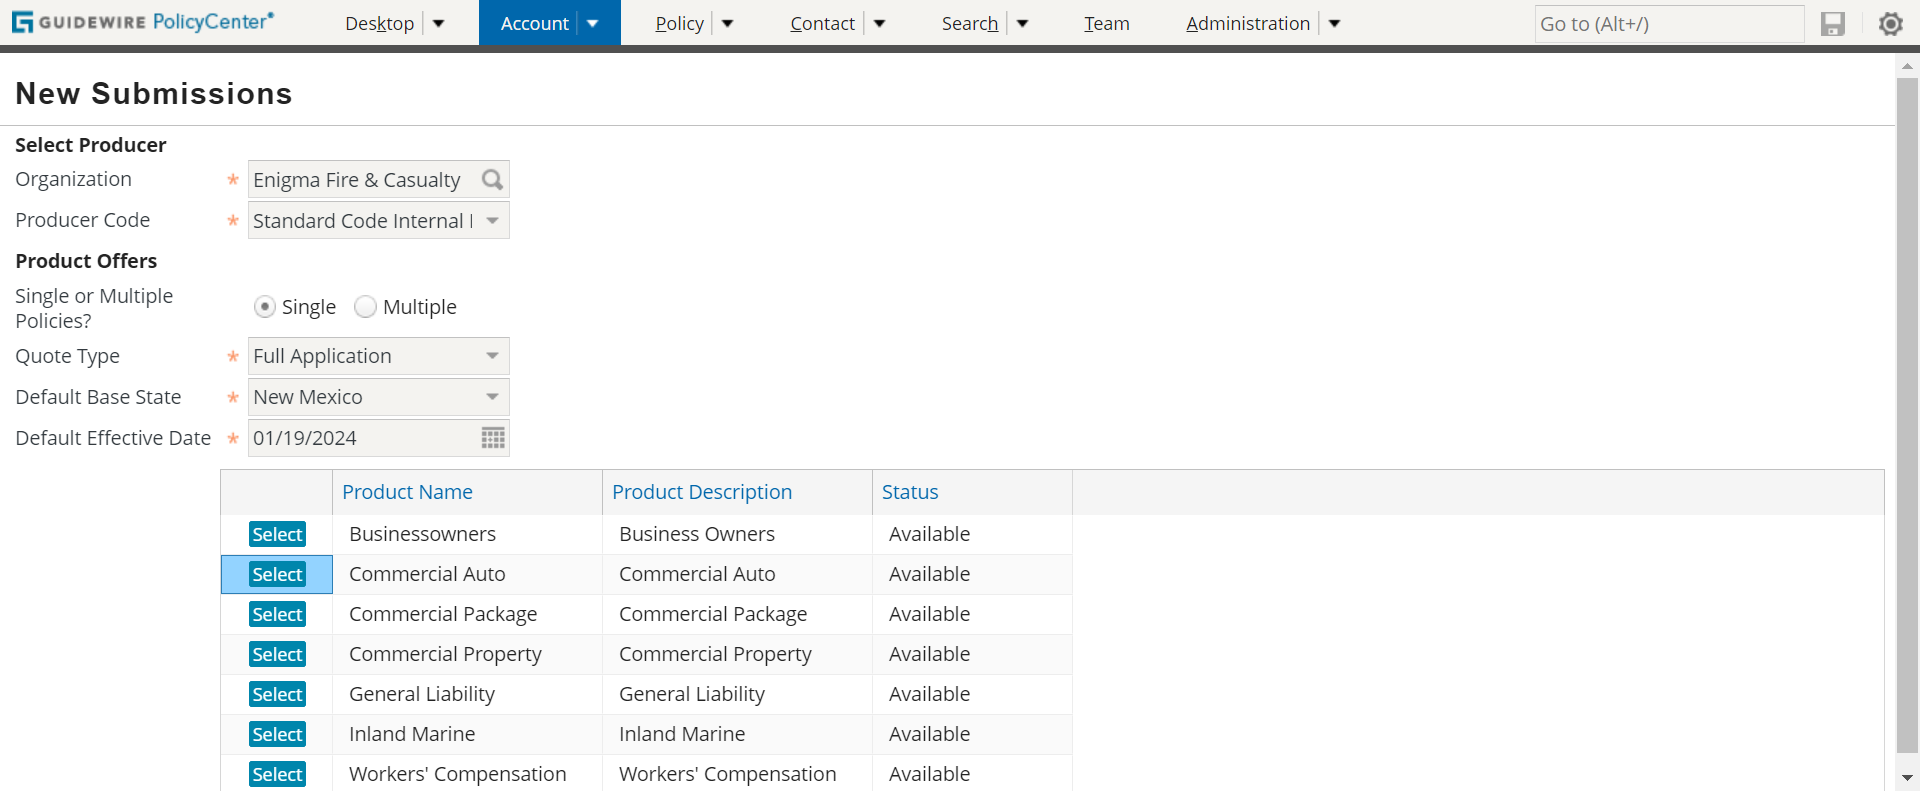 GUIDEWIRE PolicyCenter®
Desktop
Account
Policy
Contact
Search
Team
Administration
Go to (Alt+/)
New Submissions
Select Producer
Organization * Enigma Fire & Casualty
Producer Code * Standard Code Internal
Product Offers
Single or Multiple
Policies?
Single Multiple
Quote Type * Full Application
Default Base State * New Mexico
Default Effective Date * 01/19/2024
Product Name Product Description Status
Select Businessowners Business Owners Available
Select Commercial Auto Commercial Auto Available
Select Commercial Package Commercial Package Available
Select Commercial Property Commercial Property Available
Select General Liability General Liability Available
Select Inland Marine Inland Marine Available
Select Workers' Compensation Workers' Compensation Available